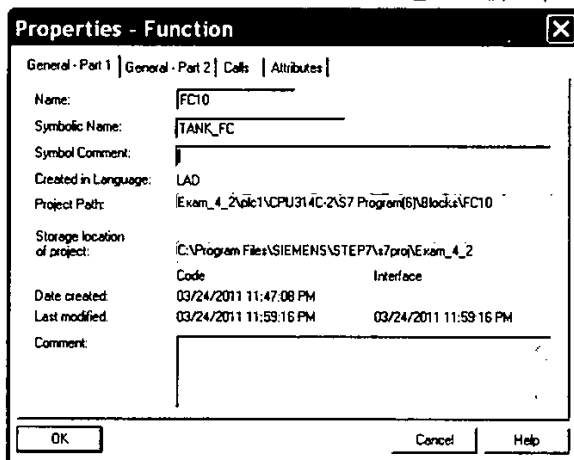 Properties - Function
General - Part 1 General - Part 2 Calls Attributes
Name: FC10
Symbolic Name: TANK_FC
Symbol Comment:
Created in Language: LAD
Project Path: Exam_4_2\plc1\CPU314C-2\S7 Program(6)\Blocks\FC10
Storage location
of project: C:\Program Files\SIEMENS\STEP7\s7proj\Exam_4_2
Code Interface
Date created: 03/24/2011 11:47:08 PM
Last modified: 03/24/2011 11:59:16 PM 03/24/2011 11:59:16 PM
Comment:
OK Cancel Help